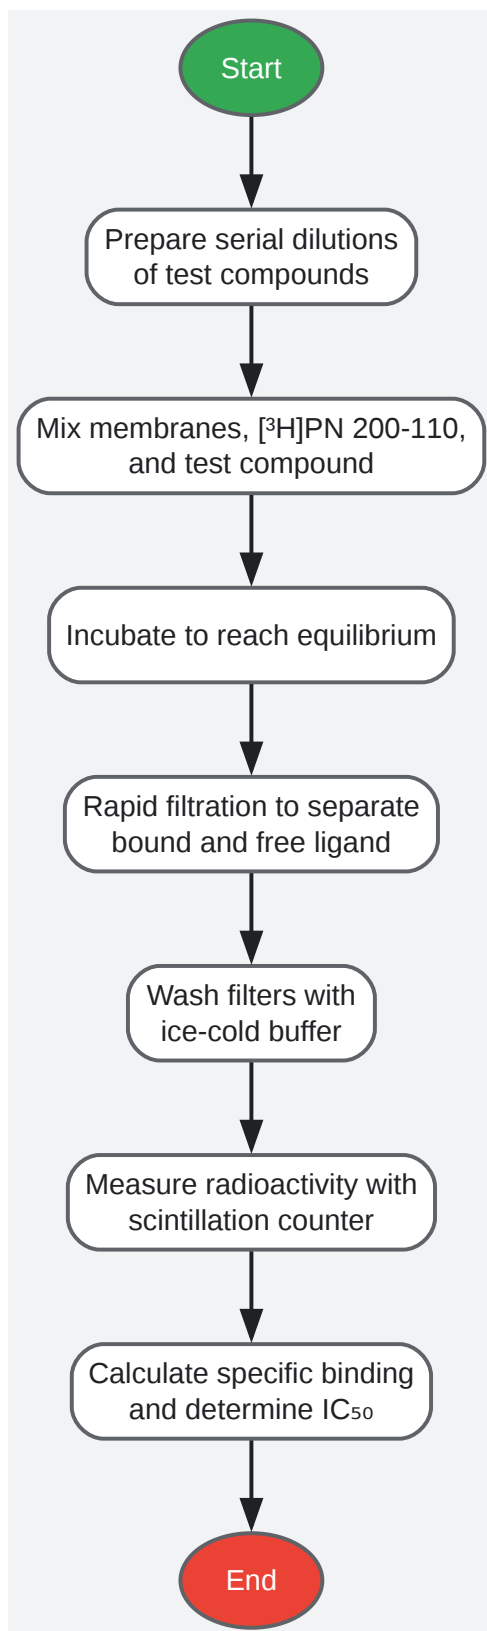 Start
Prepare serial dilutions
of test compounds
Mix membranes, [³H]PN 200-110,
and test compound
Incubate to reach equilibrium
Rapid filtration to separate
bound and free ligand
Wash filters with
ice-cold buffer
Measure radioactivity with
scintillation counter
Calculate specific binding
and determine IC₅₀
End